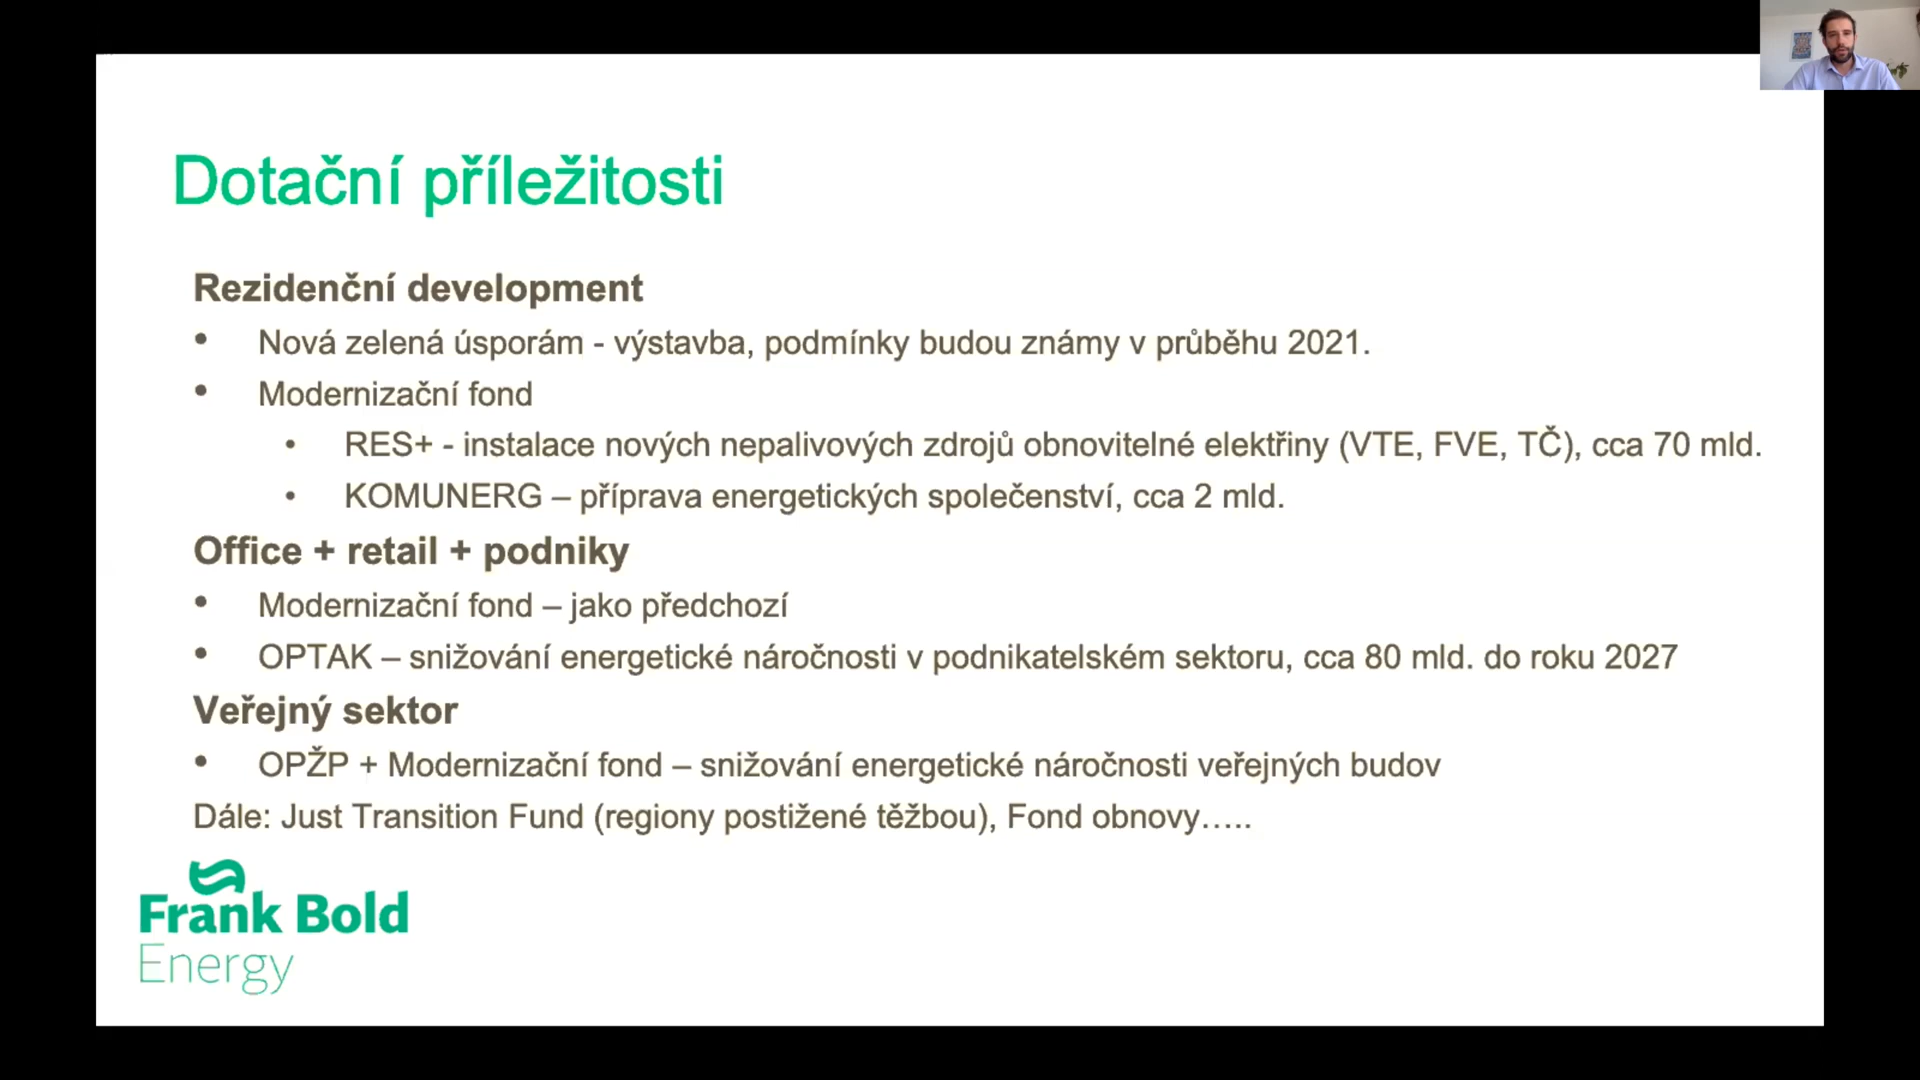 Dotační příležitosti
Rezidenční development
• Nová zelená úsporám - výstavba, podmínky budou známy v průběhu 2021.
• Modernizační fond
• RES+ - instalace nových nepalivových zdrojů obnovitelné elektřiny (VTE, FVE, TČ), cca 70 mld.
• KOMUNERG – příprava energetických společenství, cca 2 mld.
Office + retail + podniky
• Modernizační fond – jako předchozí
• OPTAK – snižování energetické náročnosti v podnikatelském sektoru, cca 80 mld. do roku 2027
Veřejný sektor
• OPŽP + Modernizační fond – snižování energetické náročnosti veřejných budov
Dále: Just Transition Fund (regiony postižené těžbou), Fond obnovy…..
Frank Bold
Energy